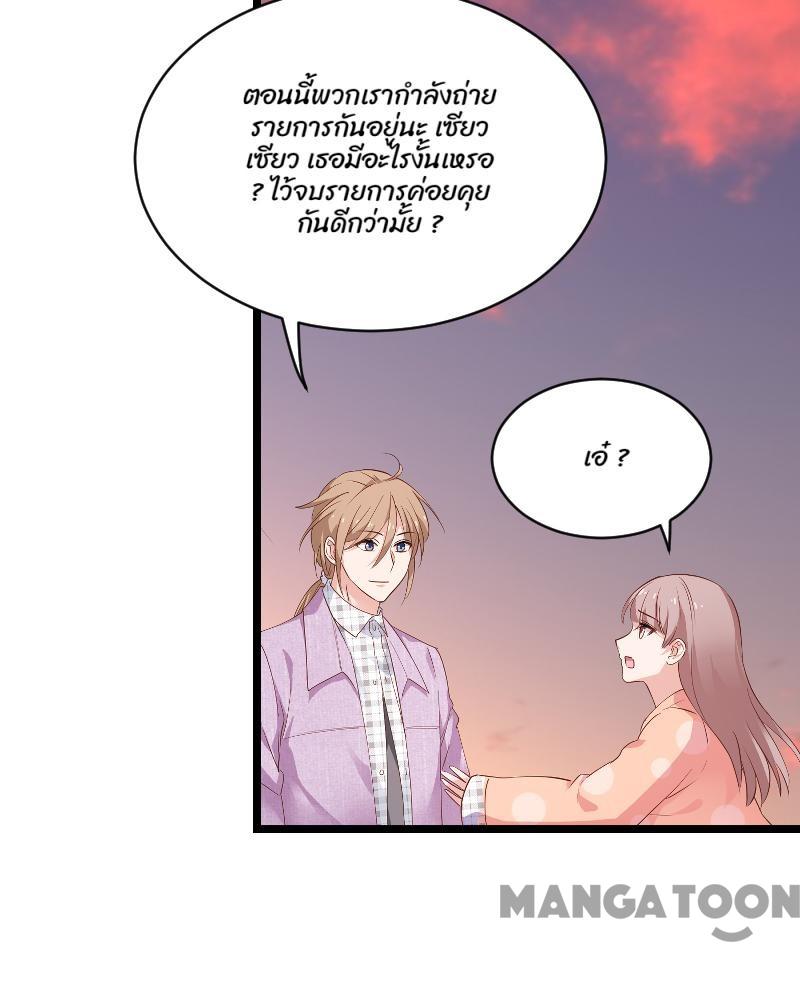 ตอนนี้พวกเรากำลังถ่าย
รายการกันอยู่นะ เซียว
เซียว เธอมีอะไรงั้นเหรอ
? ไว้จบรายการค่อยคุย
กันดีกว่ามั้ย ?
เอ๋ ?
MANGATOON